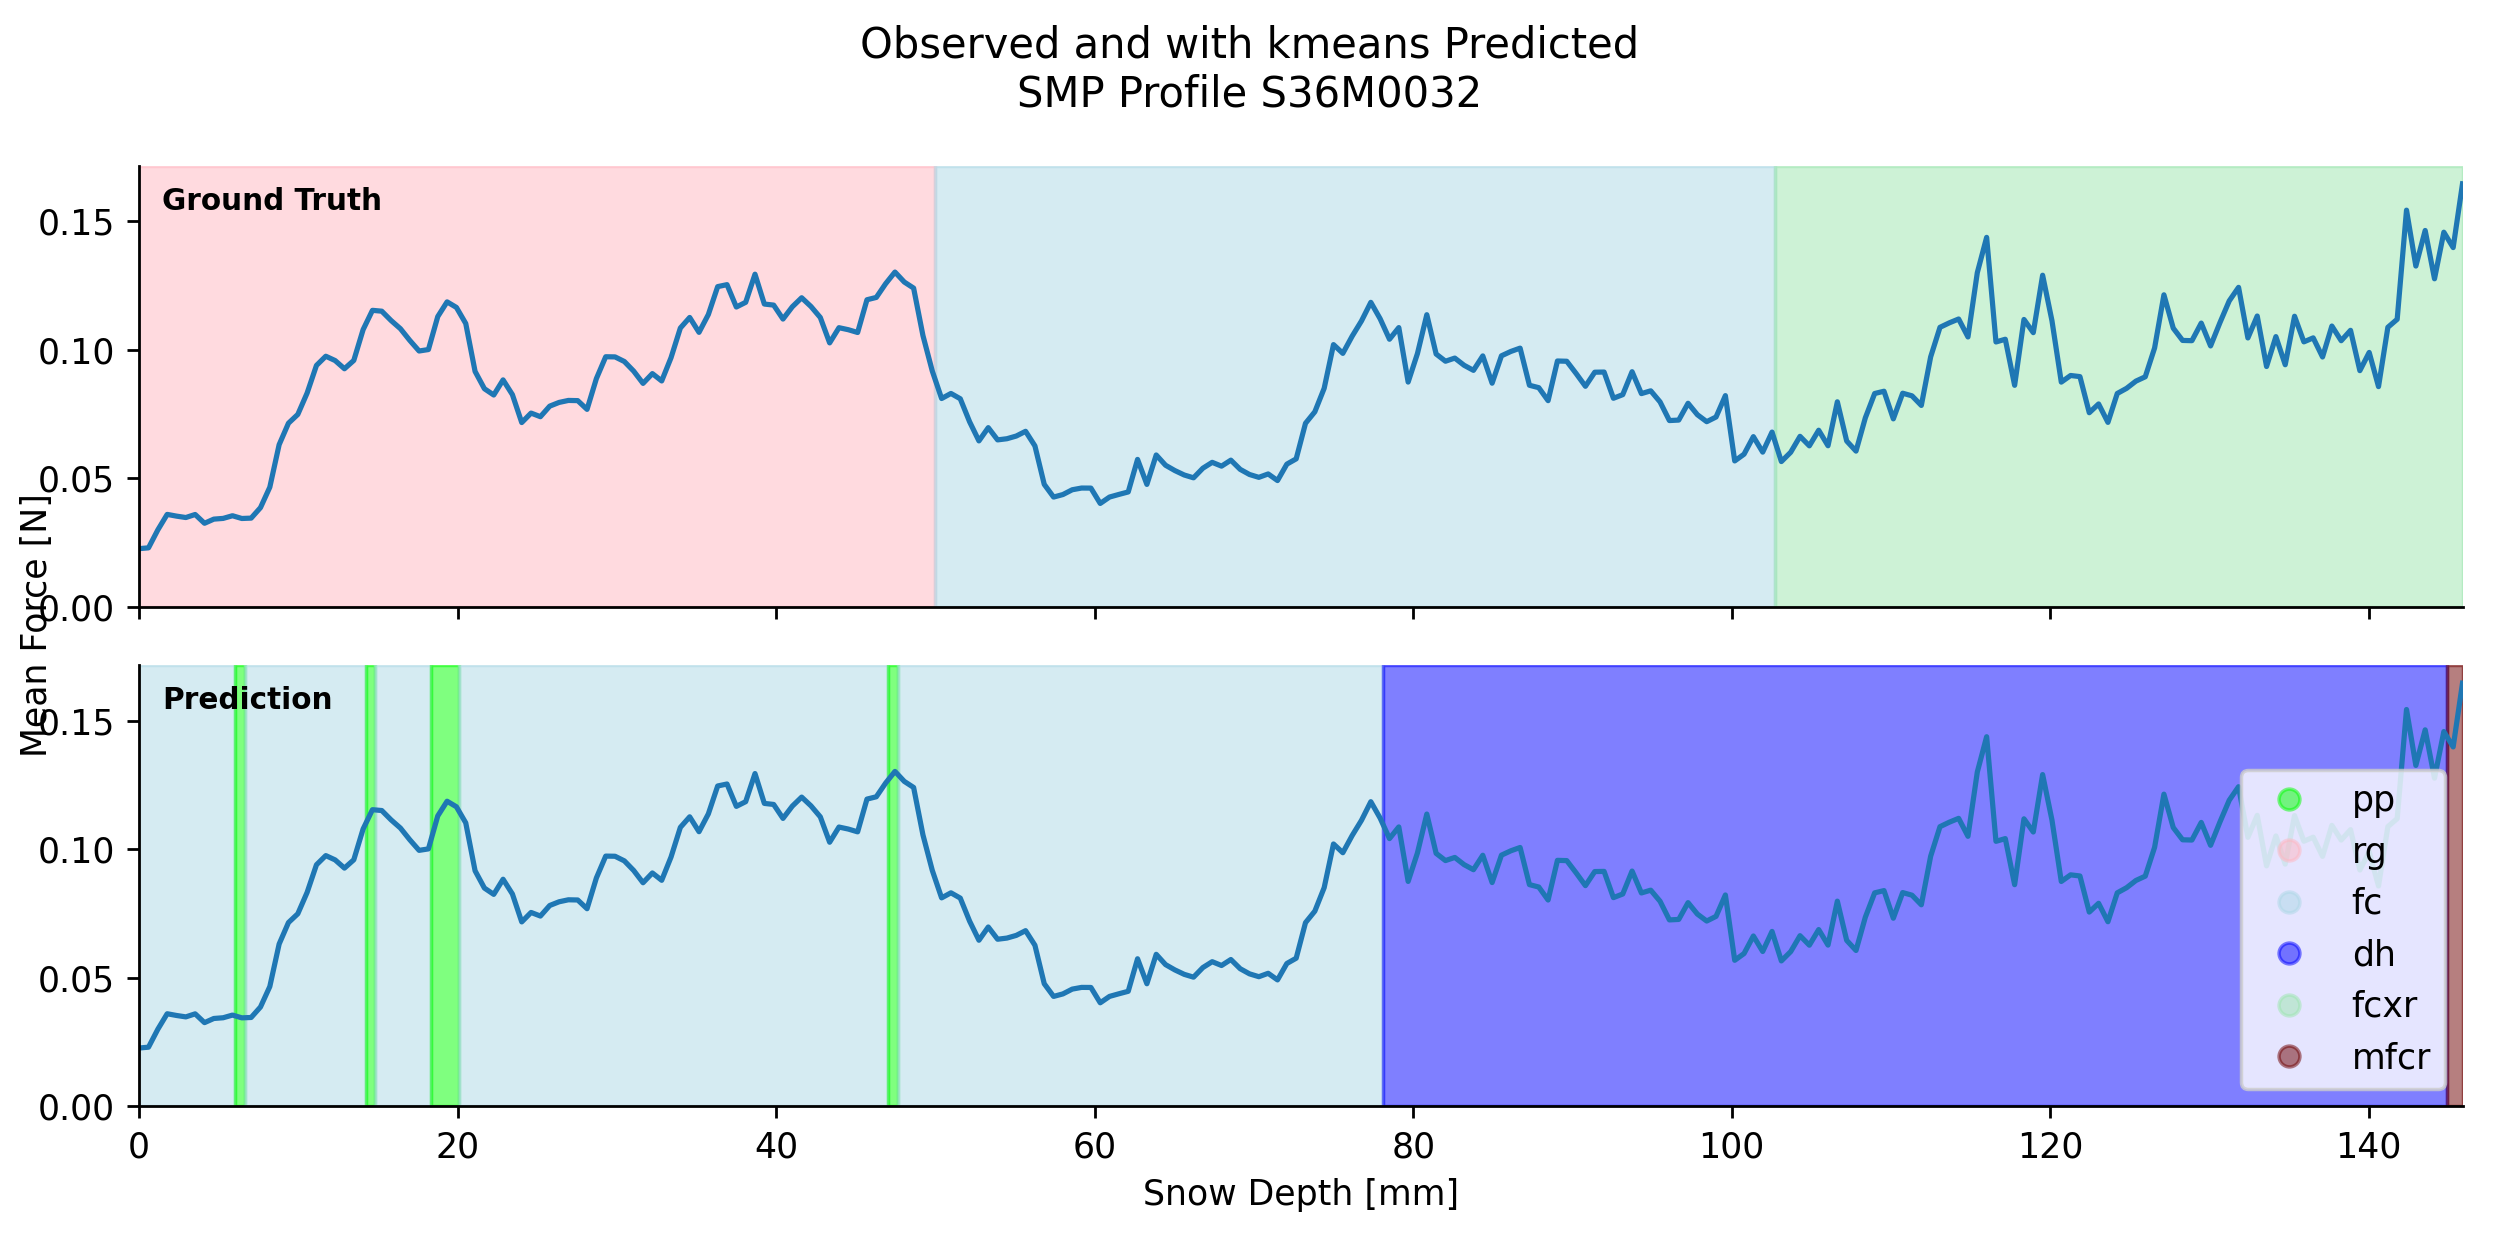 Observed and with kmeans Predicted
SMP Profile S36M0032
Ground Truth
0.15
0.10
0.05
0.00
Mean Force [N]
Prediction
0.15
0.10
0.05
0.00
pp
rg
fc
dh
fcxr
mfcr
0 20 40 60 80 100 120 140
Snow Depth [mm]